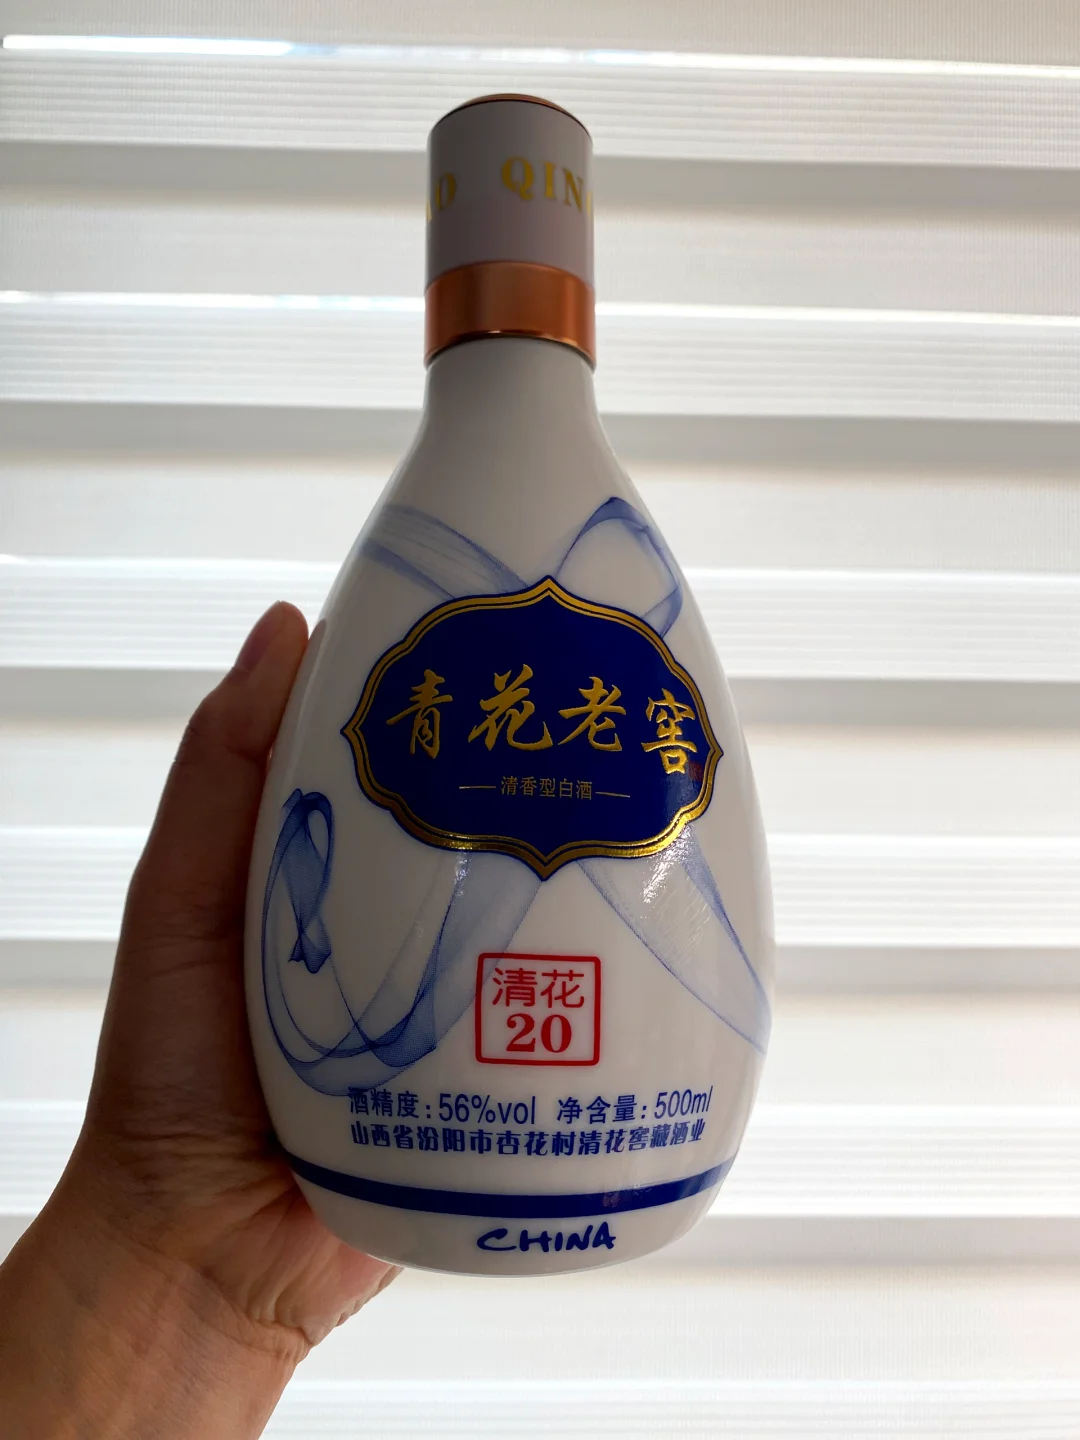 QIN
青花老窖
清香型白酒
清花
20
酒精度:56%vol 净含量:500ml
山西省汾阳市杏花村清花窖藏酒业
CHINA